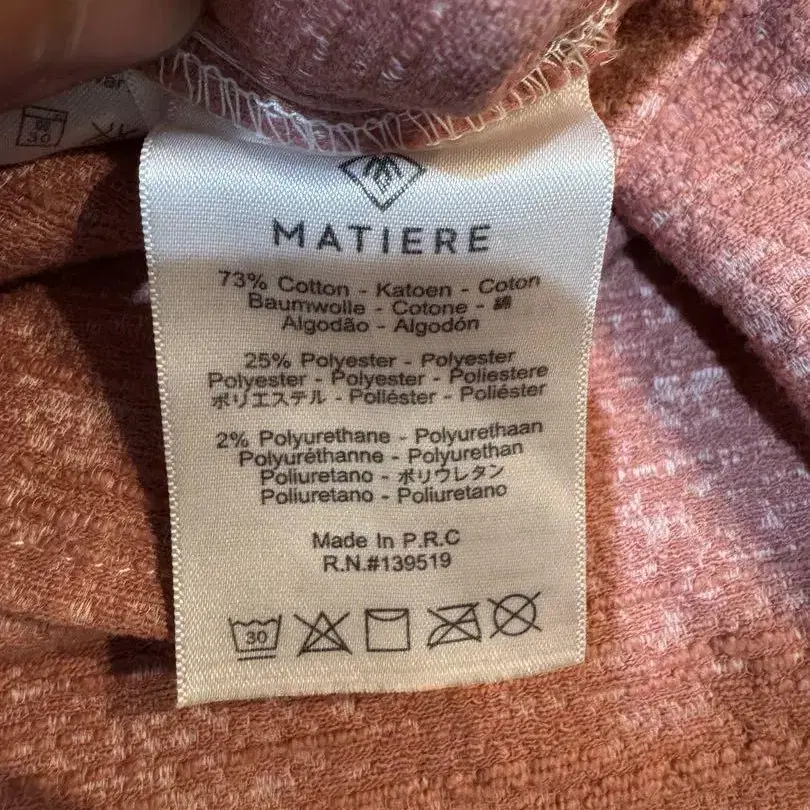 MATIERE
73% Cotton - Katoen - Coton
Baumwolle - Cotone - 綿
Algodão - Algodón
25% Polyester - Polyester
Polyester - Polyester - Poliestere
ポリエステル - Poliéster - Poliéster
2% Polyurethane - Polyurethaan
Polyuréthanne - Polyurethan
Poliuretano - ポリウレタン
Poliuretano - Poliuretano
Made In P.R.C
R.N.#139519
30
30